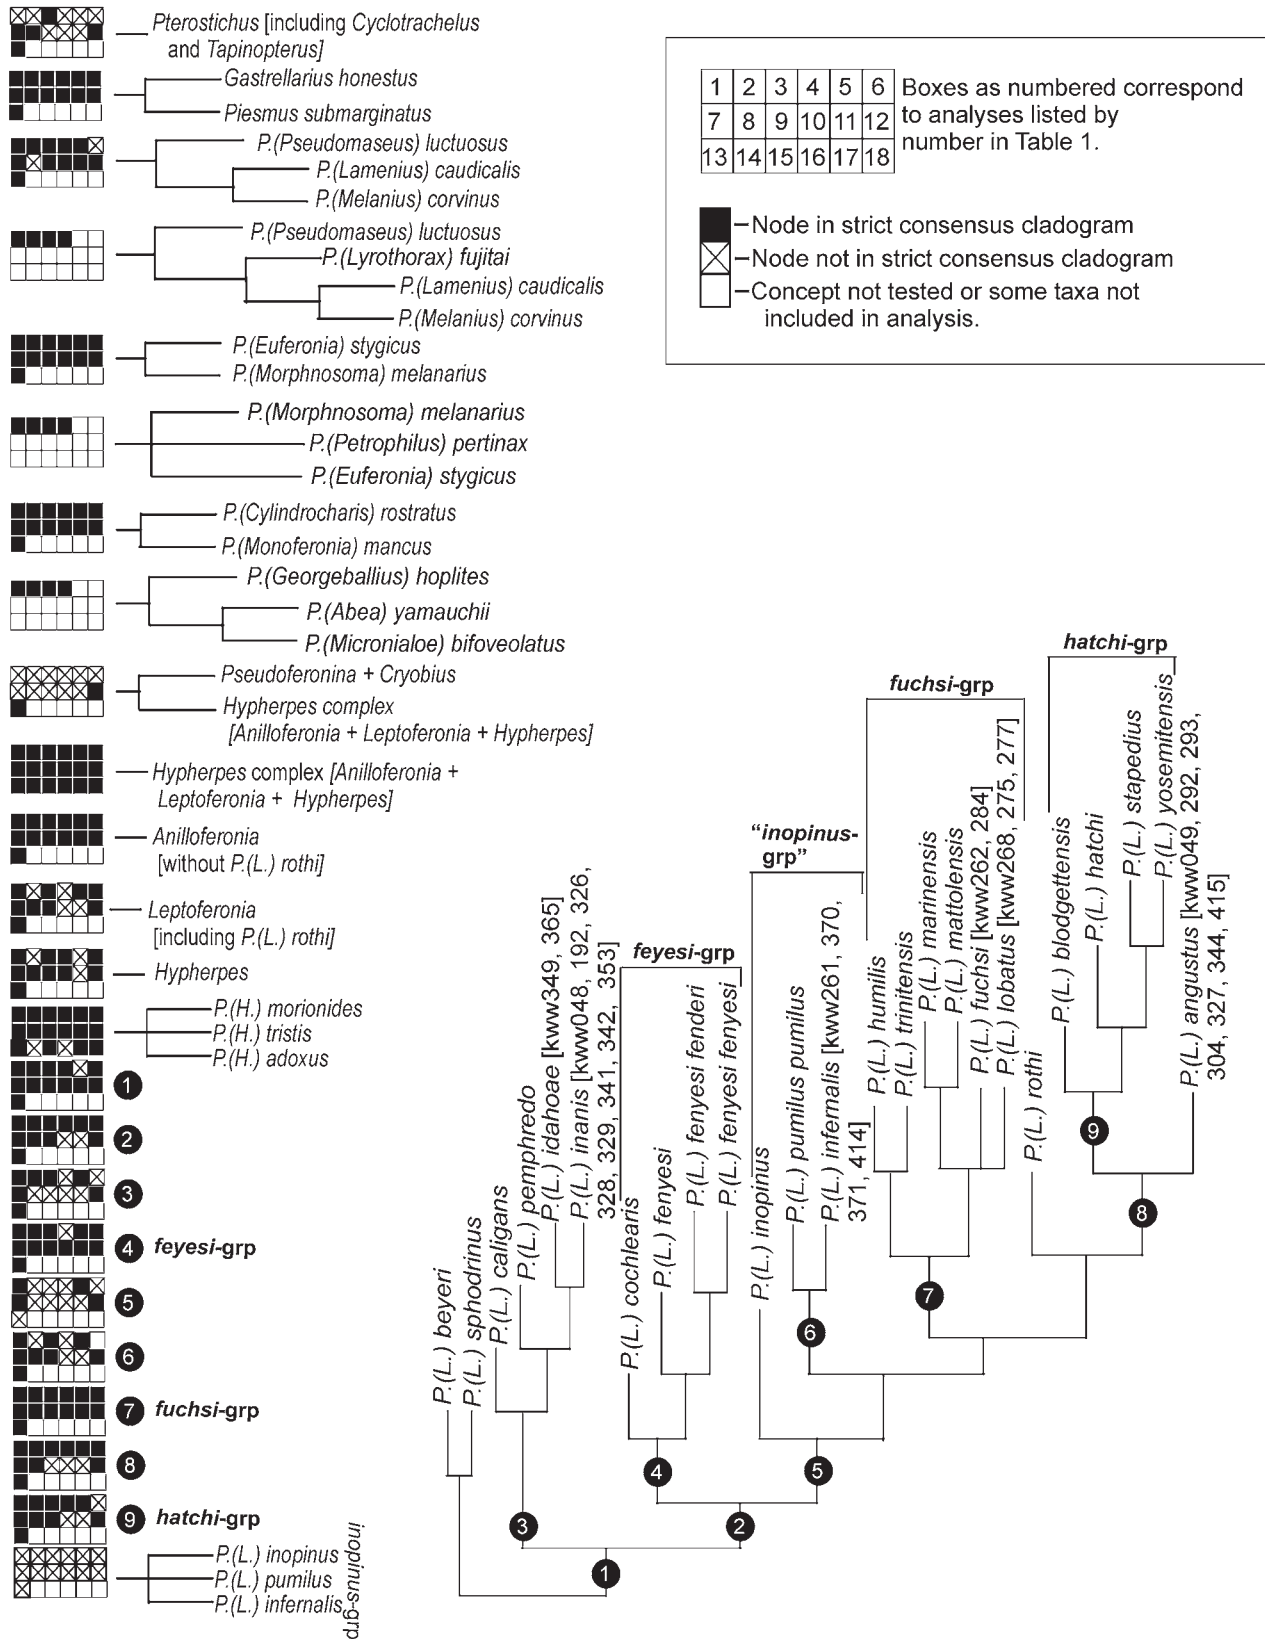 Pterostichus [including Cyclotrachelus
and Tapinopterus]
Gastrellarius honestus
Piesmus submarginatus
P.(Pseudomaseus) luctuosus
P.(Lamenius) caudicalis
P.(Melanius) corvinus
P.(Pseudomaseus) luctuosus
P.(Lyrothorax) fujitai
P.(Lamenius) caudicalis
P.(Melanius) corvinus
P.(Euferonia) stygicus
P.(Morphnosoma) melanarius
P.(Morphnosoma) melanarius
P.(Petrophilus) pertinax
P.(Euferonia) stygicus
P.(Cylindrocharis) rostratus
P.(Monoferonia) mancus
P.(Georgeballius) hoplites
P.(Abea) yamauchii
P.(Micronialoe) bifoveolatus
Pseudoferonina + Cryobius
Hypherpes complex
[Anilloferonia + Leptoferonia + Hypherpes]
Hypherpes complex [Anilloferonia +
Leptoferonia + Hypherpes]
Anilloferonia
[without P.(L.) rothi]
Leptoferonia
[including P.(L.) rothi]
Hypherpes
P.(H.) morionides
P.(H.) tristis
P.(H.) adoxus
1
2
3
4 feyesi-grp
5
6
7 fuchsi-grp
8
9 hatchi-grp
P.(L.) inopinus
P.(L.) pumilus
P.(L.) infernalis
inopinus-grp
1 2 3 4 5 6
7 8 9 10 11 12
13 14 15 16 17 18
Boxes as numbered correspond
to analyses listed by
number in Table 1.
Node in strict consensus cladogram
Node not in strict consensus cladogram
Concept not tested or some taxa not
included in analysis.
P.(L.) beyeri
P.(L.) sphodrinus
P.(L.) caligans
P.(L.) pemphredo
P.(L.) idahoae [kww349, 365]
P.(L.) inanis [kww048, 192, 326,
328, 329, 341, 342, 353]
feyesi-grp
P.(L.) cochlearis
P.(L.) fenyesi
P.(L.) fenyesi fenderi
P.(L.) fenyesi fenyesi
"inopinus-
grp"
P.(L.) inopinus
P.(L.) pumilus pumilus
P.(L.) infernalis [kww261, 370,
371, 414]
fuchsi-grp
P.(L.) humilis
P.(L.) trinitensis
P.(L.) marinensis
P.(L.) mattolensis
P.(L.) fuchsi [kww262, 284]
P.(L.) lobatus [kww268, 275, 277]
P.(L.) rothi
hatchi-grp
P.(L.) blodgettensis
P.(L.) hatchi
P.(L.) stapedius
P.(L.) yosemitensis
P.(L.) angustus [kww049, 292, 293,
304, 327, 344, 415]
9
8
7
6
4
5
3
2
1